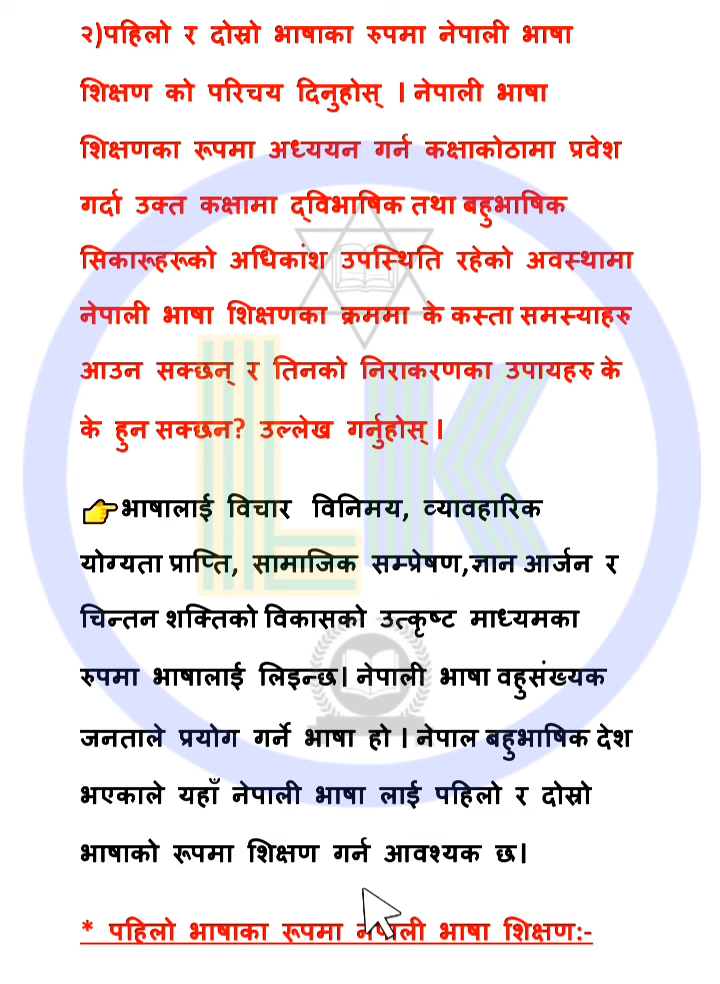 २)पहिलो र दोस्रो भाषाका रुपमा नेपाली भाषा
शिक्षण को परिचय दिनुहोस् । नेपाली भाषा
शिक्षणका रूपमा अध्ययन गर्न कक्षाकोठामा प्रवेश
गर्दा उक्त कक्षामा द्विभाषिक तथा बहुभाषिक
सिकारूहरूको अधिकांश उपस्थिति रहेको अवस्थामा
नेपाली भाषा शिक्षणका क्रममा के कस्ता समस्याहरु
आउन सक्छन् र तिनको निराकरणका उपायहरु के
के हुन सक्छन? उल्लेख गर्नुहोस् ।
👉भाषालाई विचार विनिमय, व्यावहारिक
योग्यता प्राप्ति, सामाजिक सम्प्रेषण,ज्ञान आर्जन र
चिन्तन शक्तिको विकासको उत्कृष्ट माध्यमका
रुपमा भाषालाई लिइन्छ। नेपाली भाषा वहुसंख्यक
जनताले प्रयोग गर्ने भाषा हो । नेपाल बहुभाषिक देश
भएकाले यहाँ नेपाली भाषा लाई पहिलो र दोस्रो
भाषाको रूपमा शिक्षण गर्न आवश्यक छ।
* पहिलो भाषाका रूपमा नेपाली भाषा शिक्षण:-
LK